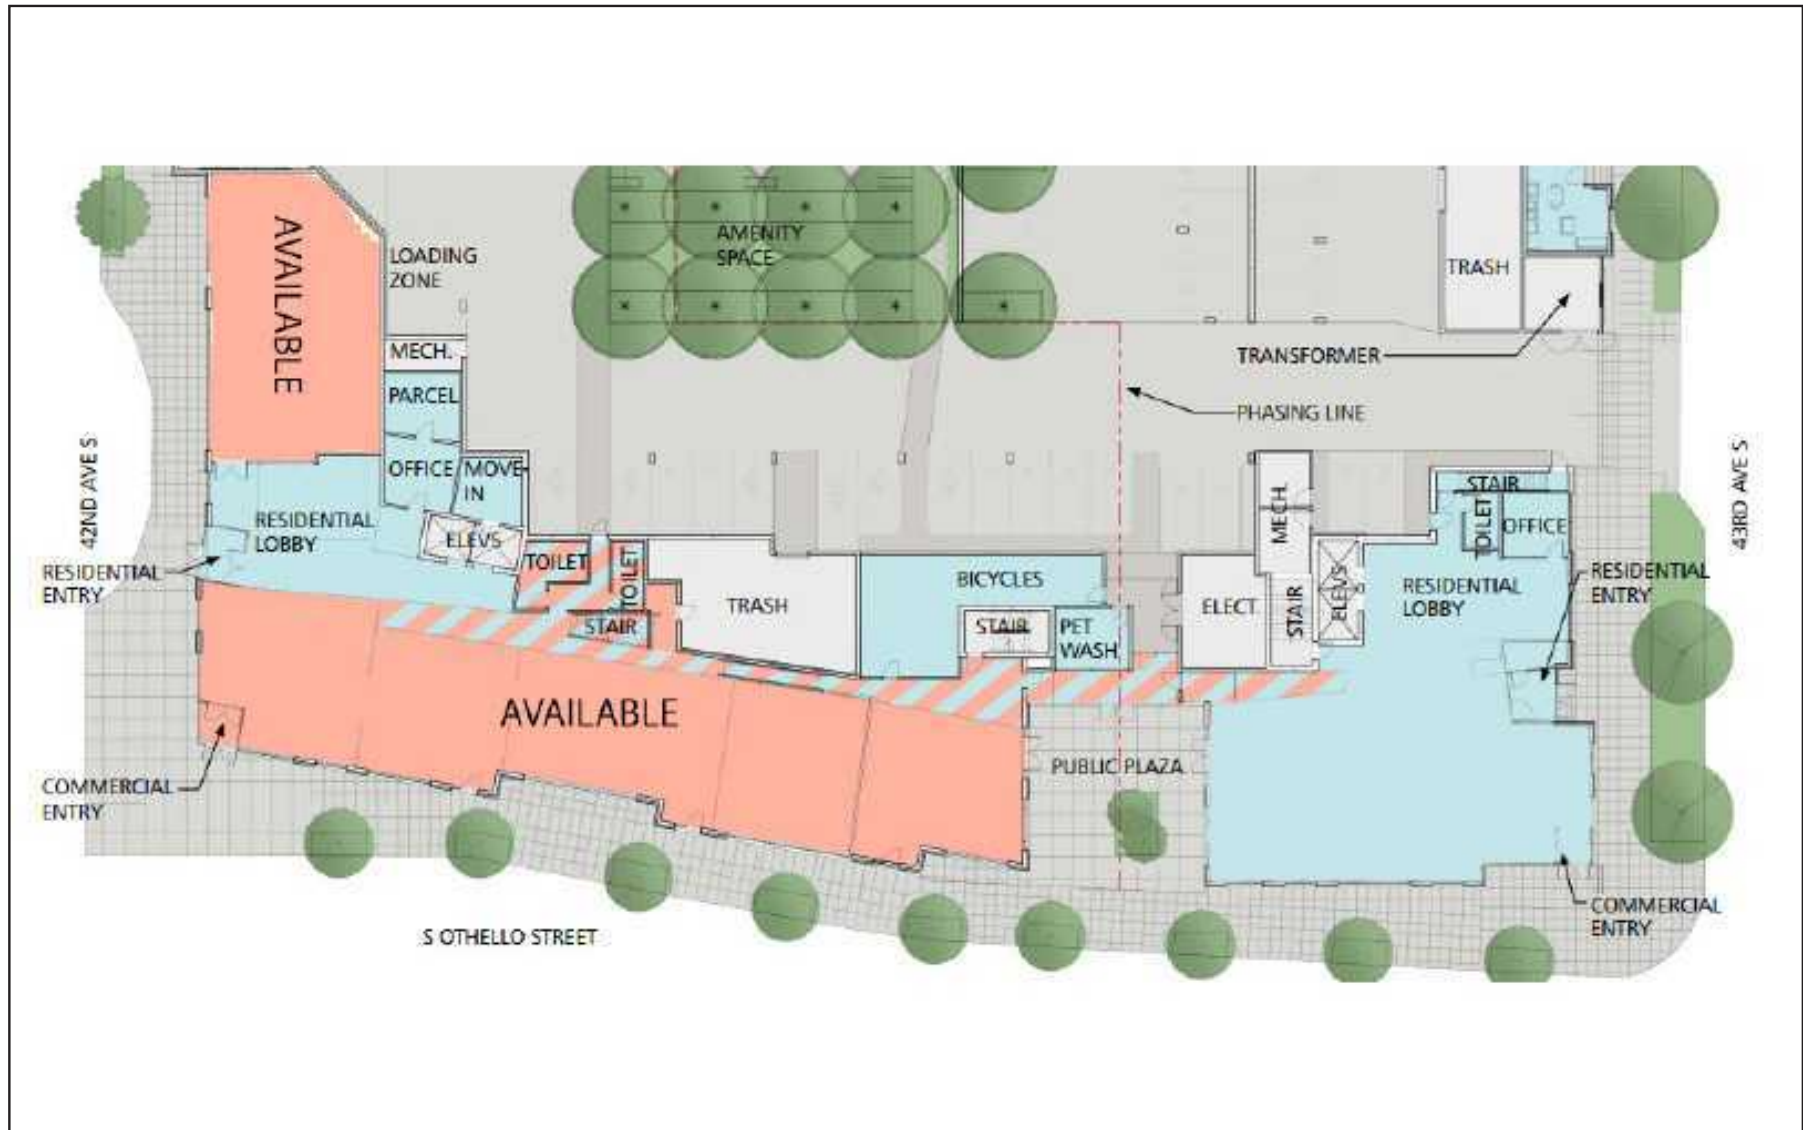 AVAILABLE
LOADING
ZONE
AMENITY
SPACE
TRASH
TRANSFORMER
MECH.
PARCEL
PHASING LINE
42ND AVE S
43RD AVE S
OFFICE
MOVE-
IN
STAIR
MECH.
TOILET
OFFICE
RESIDENTIAL
LOBBY
ELEVS
TOILET
TOILET
RESIDENTIAL
ENTRY
BICYCLES
TRASH
ELECT.
STAIR
ELEVS
RESIDENTIAL
LOBBY
RESIDENTIAL
ENTRY
STAIR
STAIR
PET
WASH
AVAILABLE
PUBLIC PLAZA
COMMERCIAL
ENTRY
COMMERCIAL
ENTRY
S OTHELLO STREET